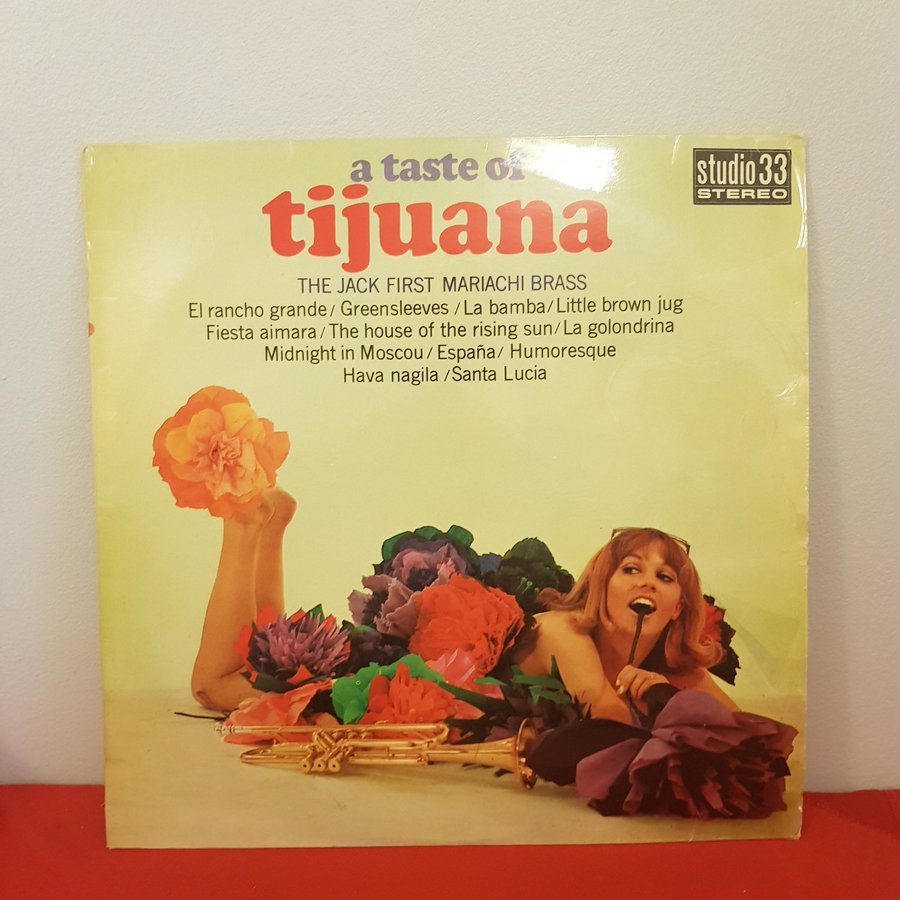 a taste of
tijuana
studio 33
STEREO
THE JACK FIRST MARIACHI BRASS
El rancho grande / Greensleeves / La bamba / Little brown jug
Fiesta aimara / The house of the rising sun / La golondrina
Midnight in Moscou / España / Humoresque
Hava nagila / Santa Lucia